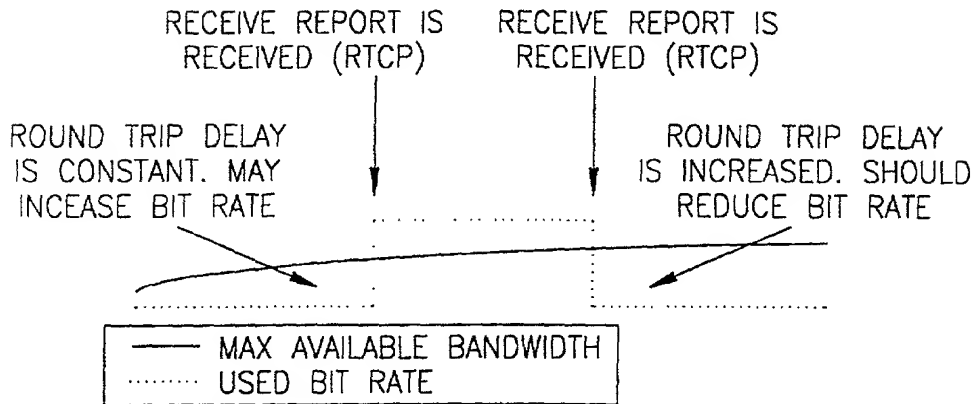 RECEIVE REPORT IS
RECEIVED (RTCP)
RECEIVE REPORT IS
RECEIVED (RTCP)
ROUND TRIP DELAY
IS CONSTANT. MAY
INCEASE BIT RATE
ROUND TRIP DELAY
IS INCREASED. SHOULD
REDUCE BIT RATE
MAX AVAILABLE BANDWIDTH
USED BIT RATE